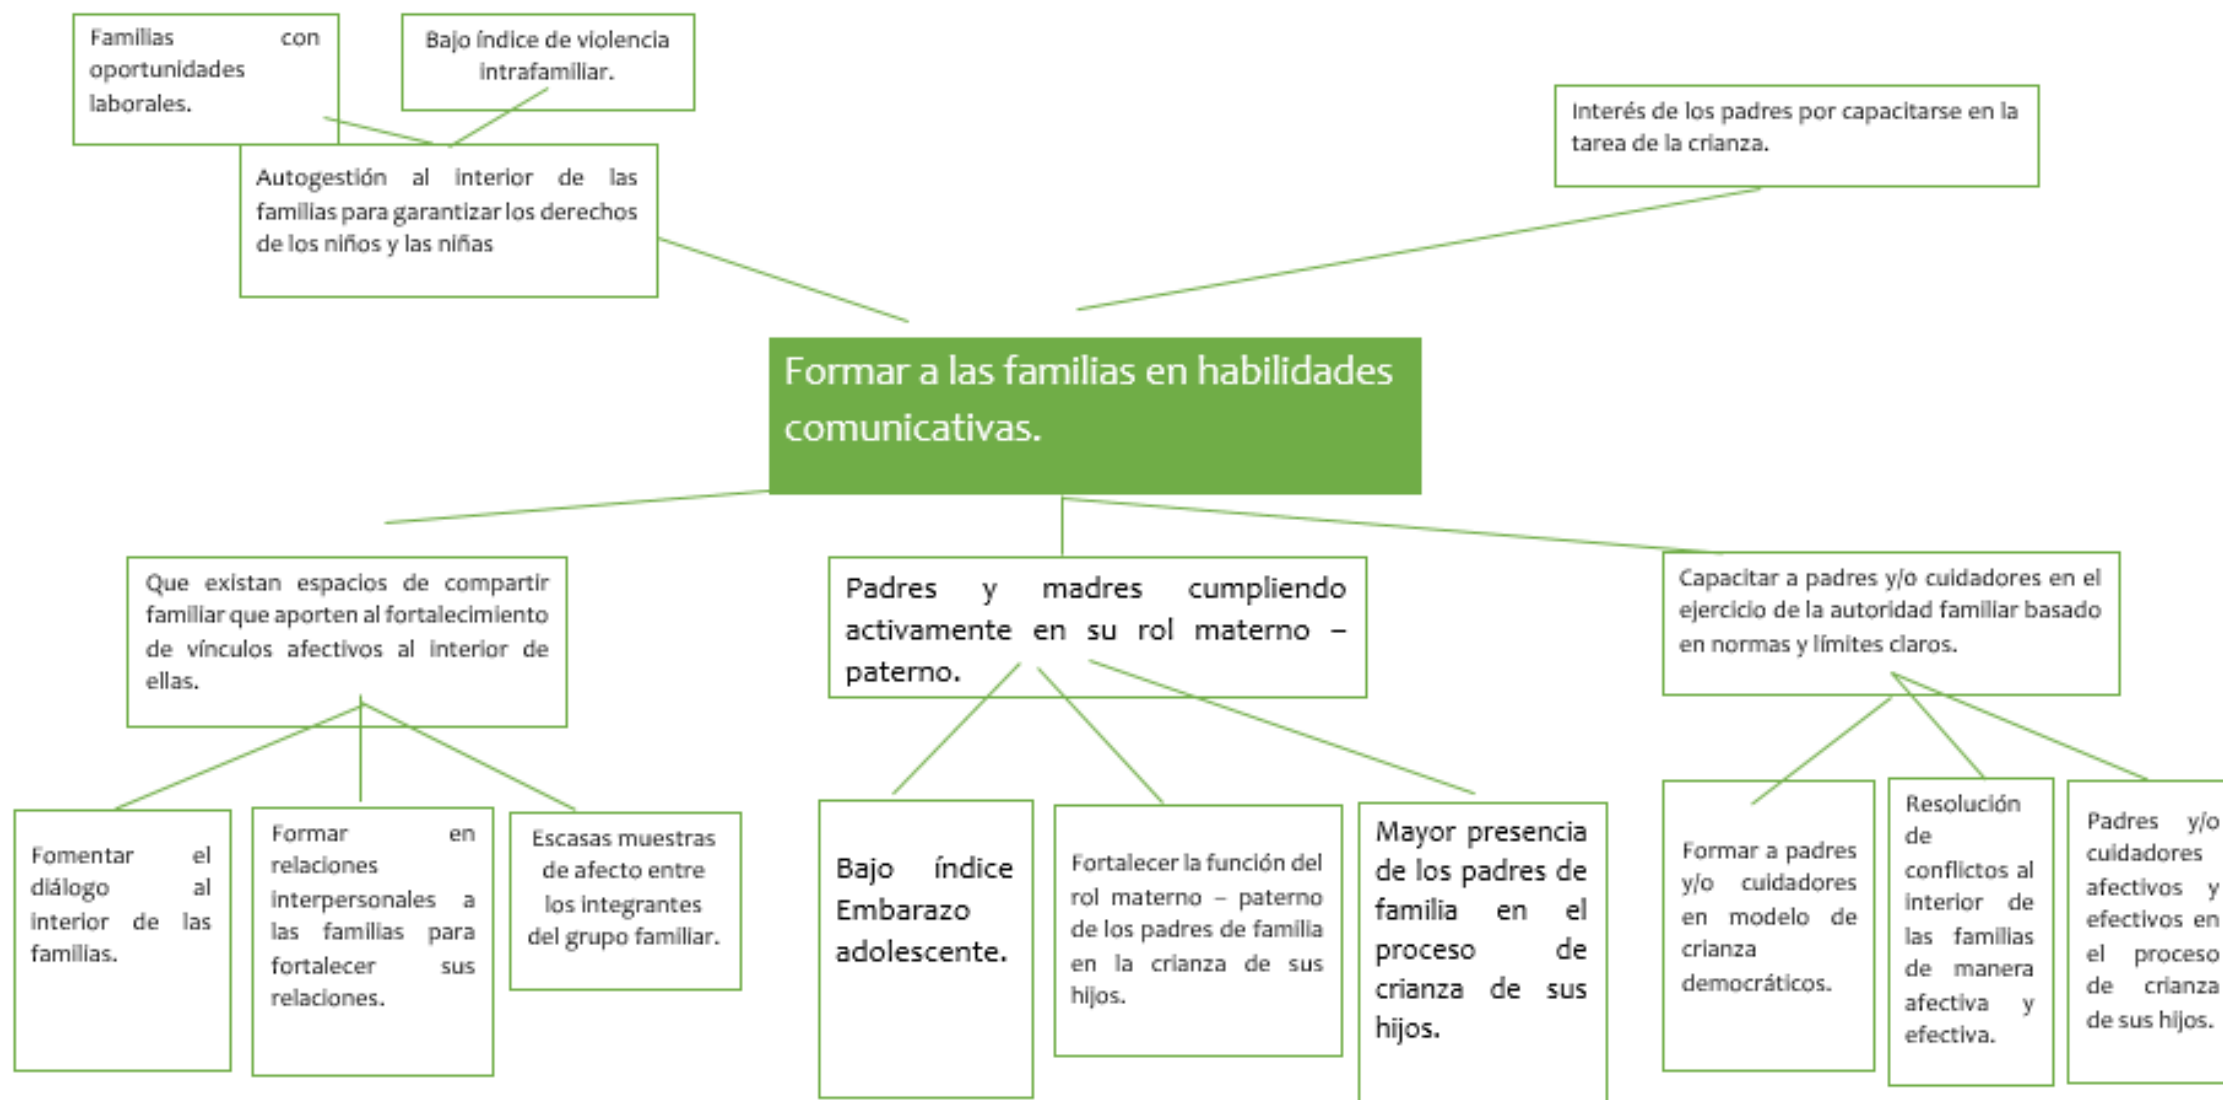 Familias con
oportunidades
laborales.
Bajo índice de violencia
intrafamiliar.
Interés de los padres por capacitarse en la
tarea de la crianza.
Autogestión al interior de las
familias para garantizar los derechos
de los niños y las niñas
Formar a las familias en habilidades
comunicativas.
Que existan espacios de compartir
familiar que aporten al fortalecimiento
de vínculos afectivos al interior de
ellas.
Padres y madres cumpliendo
activamente en su rol materno –
paterno.
Capacitar a padres y/o cuidadores en el
ejercicio de la autoridad familiar basado
en normas y límites claros.
Fomentar el
diálogo al
interior de las
familias.
Formar en
relaciones
interpersonales a
las familias para
fortalecer sus
relaciones.
Escasas muestras
de afecto entre
los integrantes
del grupo familiar.
Bajo índice
Embarazo
adolescente.
Fortalecer la función del
rol materno – paterno
de los padres de familia
en la crianza de sus
hijos.
Mayor presencia
de los padres de
familia en el
proceso de
crianza de sus
hijos.
Formar a padres
y/o cuidadores
en modelo de
crianza
democráticos.
Resolución
de
conflictos al
interior de
las familias
de manera
afectiva y
efectiva.
Padres y/o
cuidadores
afectivos y
efectivos en
el proceso
de crianza
de sus hijos.